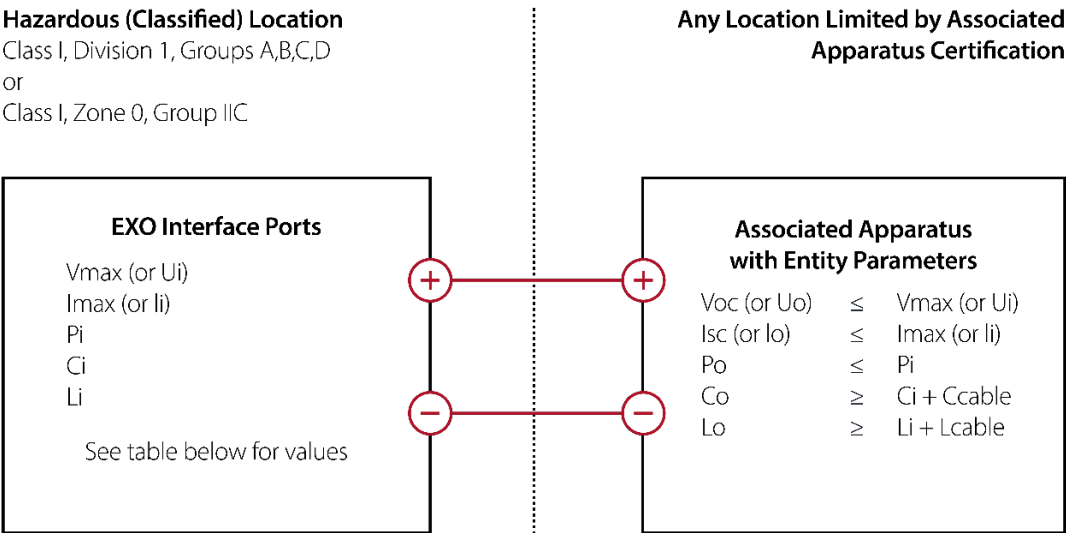 Hazardous (Classified) Location
Class I, Division 1, Groups A,B,C,D
or
Class I, Zone 0, Group IIC
Any Location Limited by Associated
Apparatus Certification
EXO Interface Ports
Vmax (or Ui)
Imax (or Ii)
Pi
Ci
Li
See table below for values
+
−
+
−
Associated Apparatus
with Entity Parameters
Voc (or Uo) ≤ Vmax (or Ui)
Isc (or Io) ≤ Imax (or Ii)
Po ≤ Pi
Co ≥ Ci + Ccable
Lo ≥ Li + Lcable